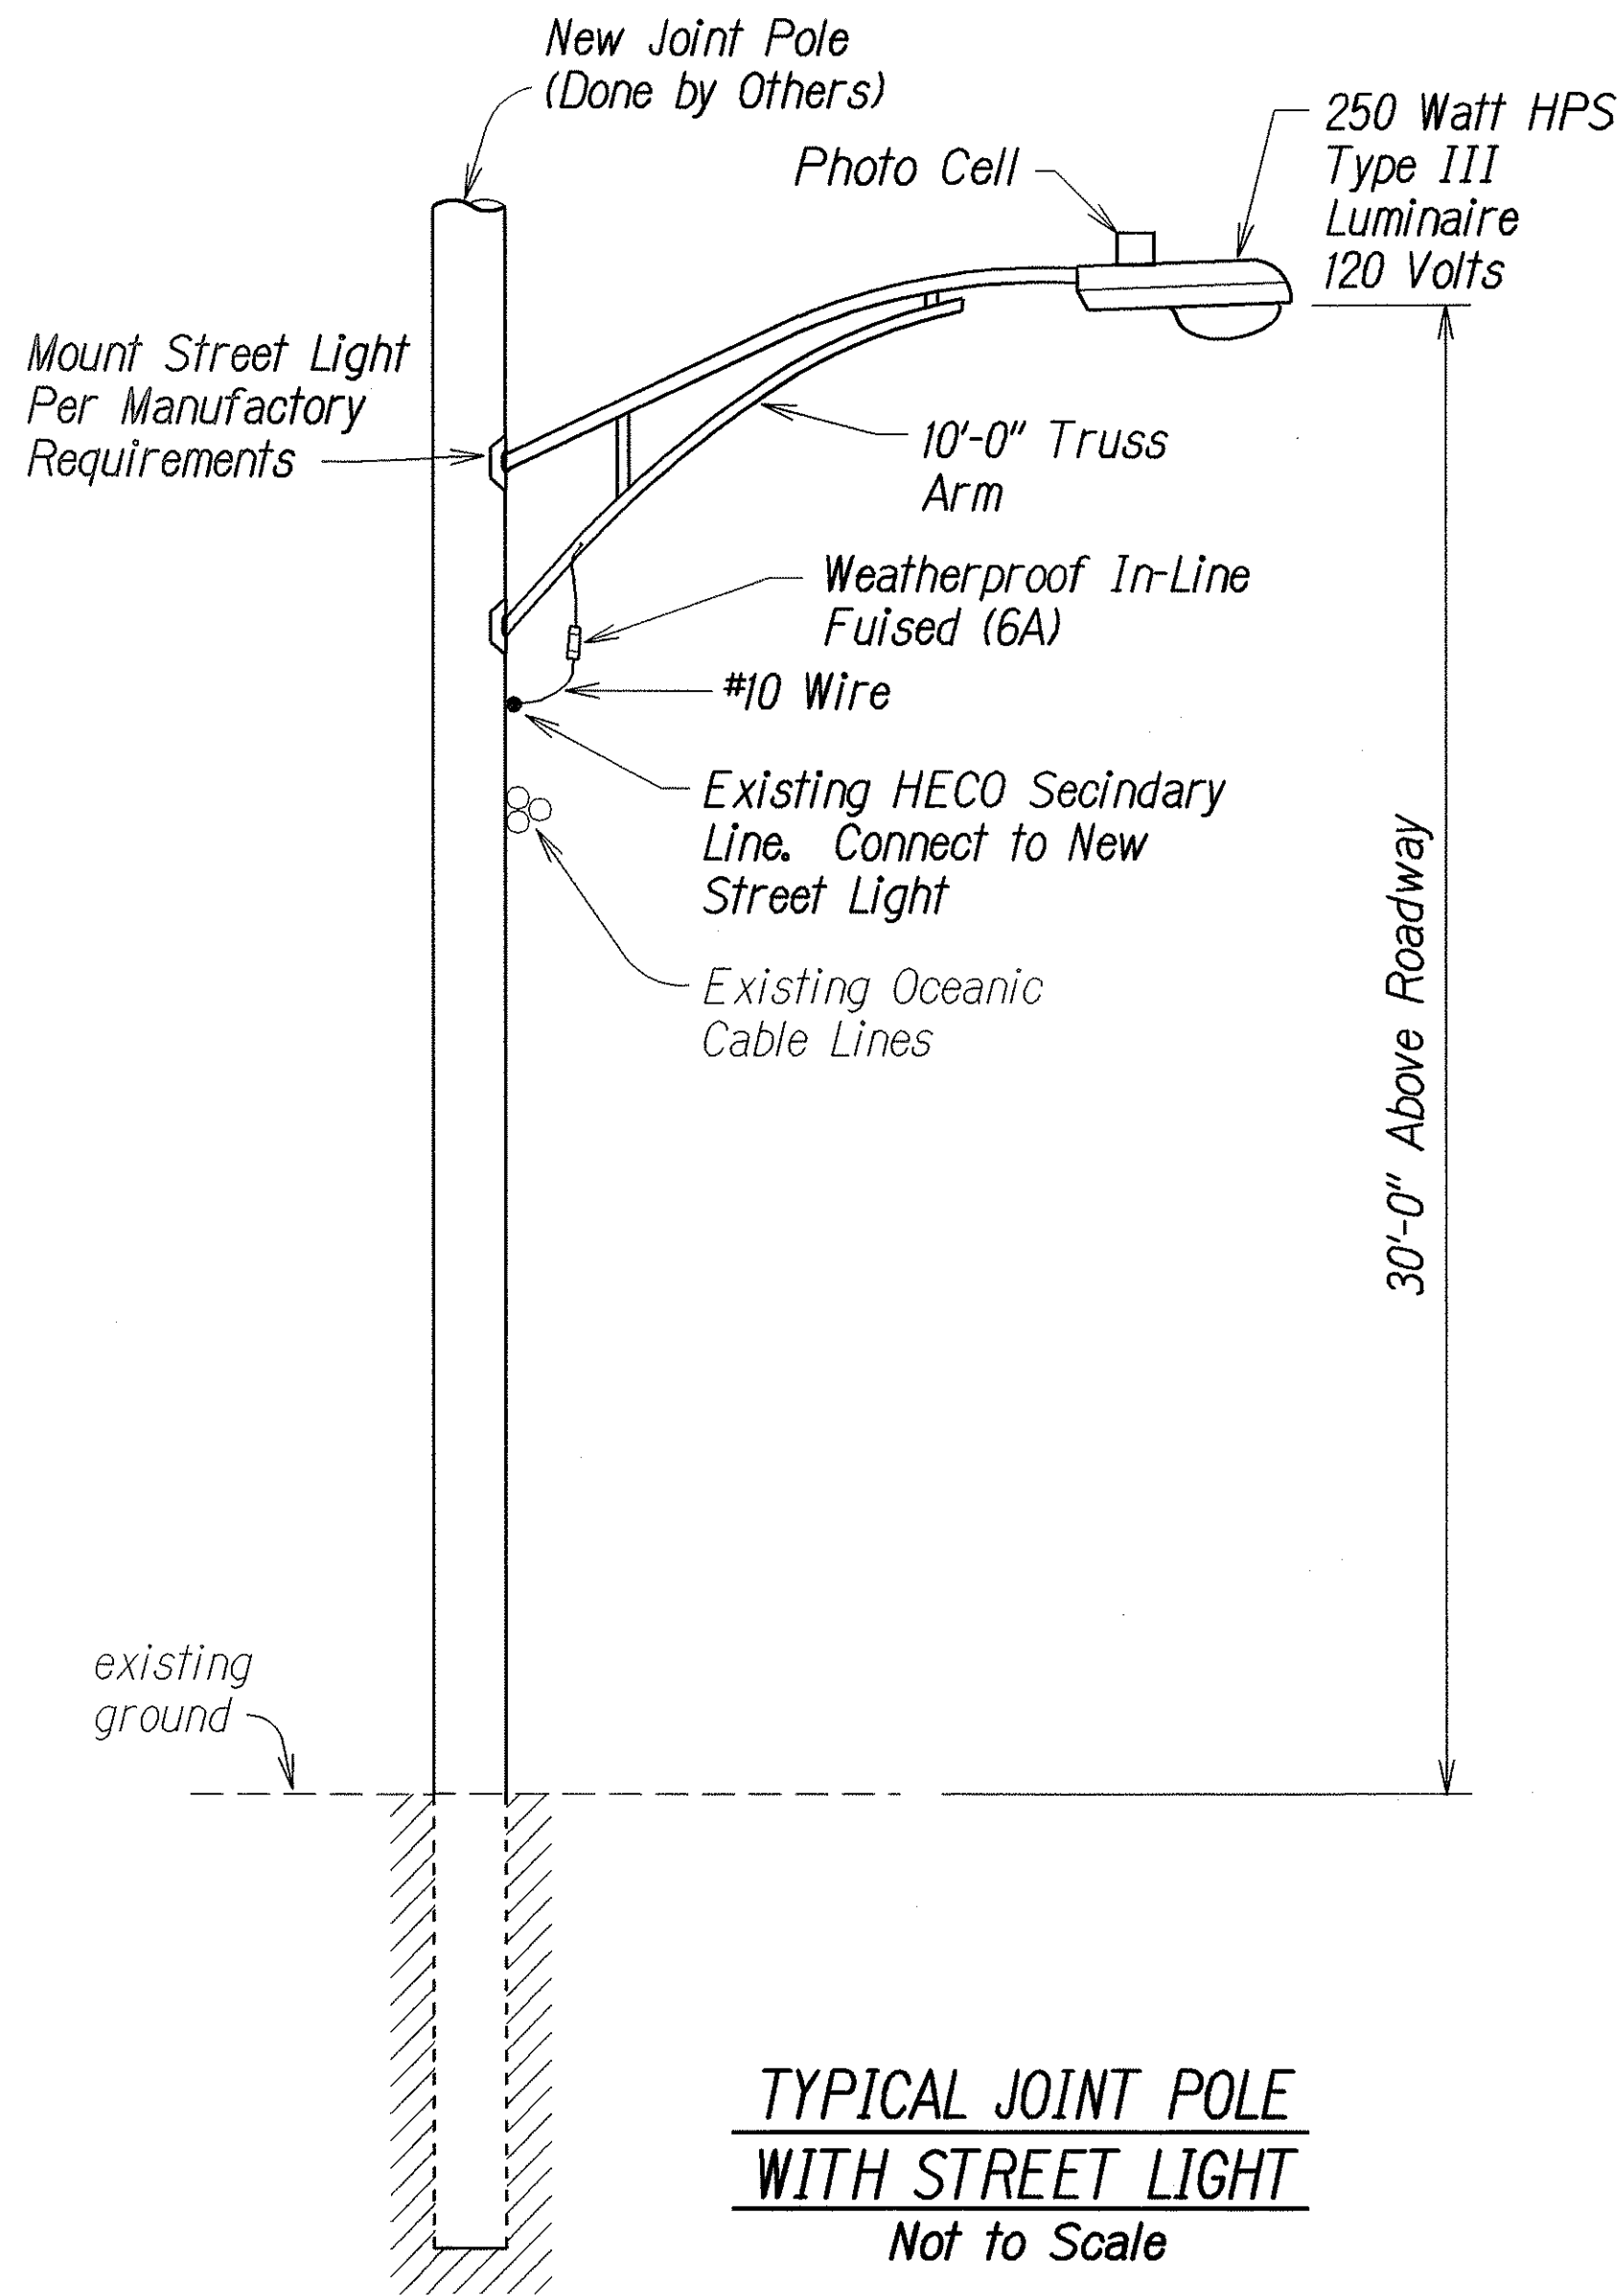 New Joint Pole
(Done by Others)
250 Watt HPS
Type III
Luminaire
120 Volts
Photo Cell
Mount Street Light
Per Manufactory
Requirements
10'-0" Truss
Arm
Weatherproof In-Line
Fuised (6A)
#10 Wire
Existing HECO Secindary
Line. Connect to New
Street Light
Existing Oceanic
Cable Lines
30'-0" Above Roadway
existing
ground
TYPICAL JOINT POLE
WITH STREET LIGHT
Not to Scale